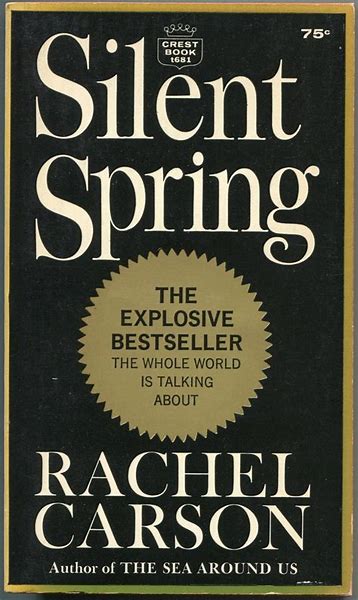 CREST
BOOK
t681
75¢
Silent
Spring
THE
EXPLOSIVE
BESTSELLER
THE WHOLE WORLD
IS TALKING
ABOUT
RACHEL
CARSON
Author of THE SEA AROUND US